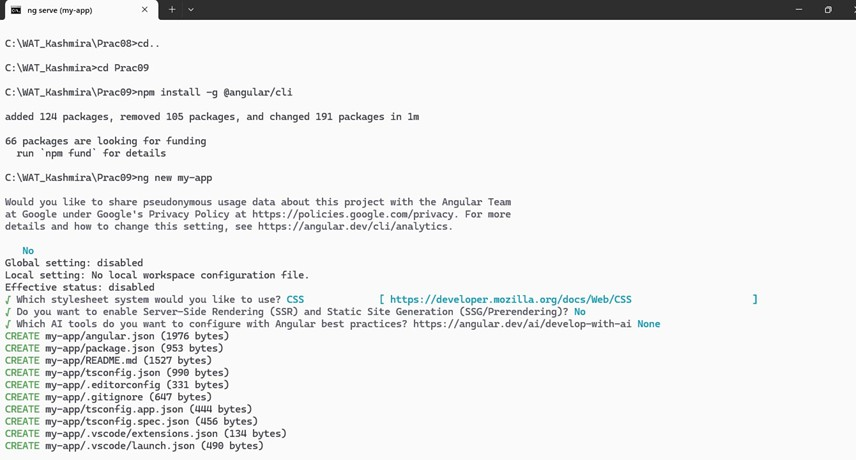 ng serve (my-app)
C:\WAT_Kashmira\Prac08>cd..
C:\WAT_Kashmira>cd Prac09
C:\WAT_Kashmira\Prac09>npm install -g @angular/cli
added 124 packages, removed 105 packages, and changed 191 packages in 1m
66 packages are looking for funding
run `npm fund` for details
C:\WAT_Kashmira\Prac09>ng new my-app
Would you like to share pseudonymous usage data about this project with the Angular Team
at Google under Google's Privacy Policy at https://policies.google.com/privacy. For more
details and how to change this setting, see https://angular.dev/cli/analytics.
No
Global setting: disabled
Local setting: No local workspace configuration file.
Effective status: disabled
√ Which stylesheet system would you like to use? CSS [ https://developer.mozilla.org/docs/Web/CSS ]
√ Do you want to enable Server-Side Rendering (SSR) and Static Site Generation (SSG/Prerendering)? No
√ Which AI tools do you want to configure with Angular best practices? https://angular.dev/ai/develop-with-ai None
CREATE my-app/angular.json (1976 bytes)
CREATE my-app/package.json (953 bytes)
CREATE my-app/README.md (1527 bytes)
CREATE my-app/tsconfig.json (990 bytes)
CREATE my-app/.editorconfig (331 bytes)
CREATE my-app/.gitignore (647 bytes)
CREATE my-app/tsconfig.app.json (444 bytes)
CREATE my-app/tsconfig.spec.json (456 bytes)
CREATE my-app/.vscode/extensions.json (134 bytes)
CREATE my-app/.vscode/launch.json (490 bytes)